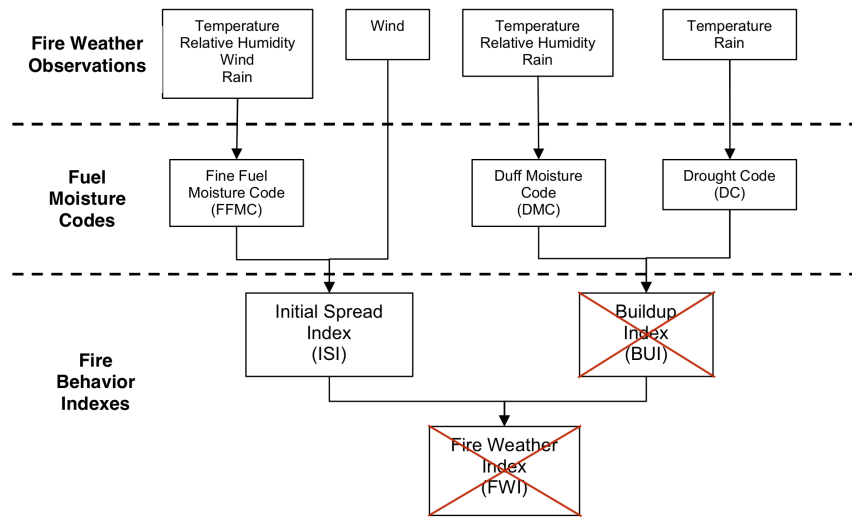 Fire Weather
Observations
Temperature
Relative Humidity
Wind
Rain
Wind
Temperature
Relative Humidity
Rain
Temperature
Rain
Fuel
Moisture
Codes
Fine Fuel
Moisture Code
(FFMC)
Duff Moisture
Code
(DMC)
Drought Code
(DC)
Fire
Behavior
Indexes
Initial Spread
Index
(ISI)
Buildup
Index
(BUI)
Fire Weather
Index
(FWI)